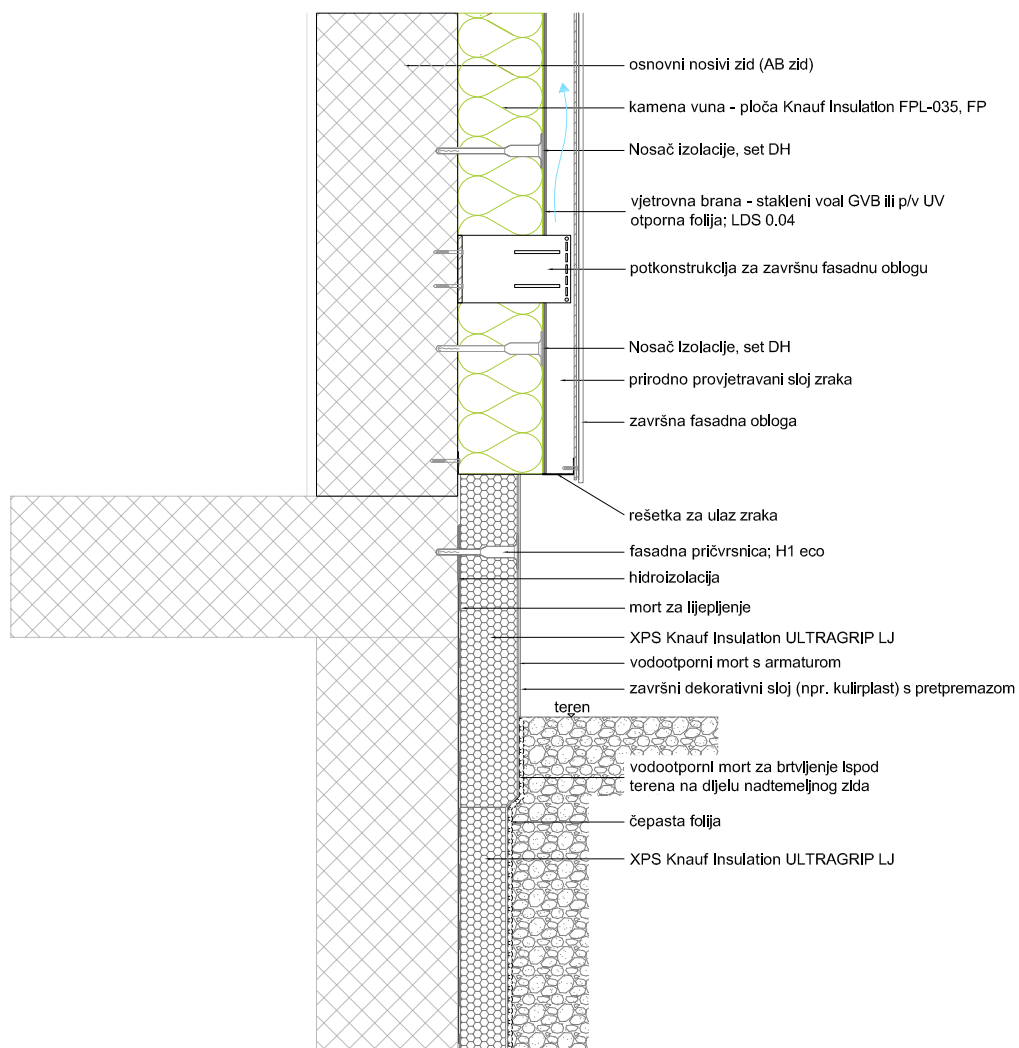 osnovni nosivi zid (AB zid)
kamena vuna - ploča Knauf Insulation FPL-035, FP
Nosač izolacije, set DH
vjetrovna brana - stakleni voal GVB ili p/v UV
otporna folija; LDS 0.04
potkonstrukcija za završnu fasadnu oblogu
Nosač izolacije, set DH
prirodno provjetravani sloj zraka
završna fasadna obloga
rešetka za ulaz zraka
fasadna pričvrsnica; H1 eco
hidroizolacija
mort za lijepljenje
XPS Knauf Insulation ULTRAGRIP LJ
vodootporni mort s armaturom
završni dekorativni sloj (npr. kulirplast) s pretpremazom
teren
vodootporni mort za brtvljenje ispod
terena na dijelu nadtemeljnog zida
čepasta folija
XPS Knauf Insulation ULTRAGRIP LJ